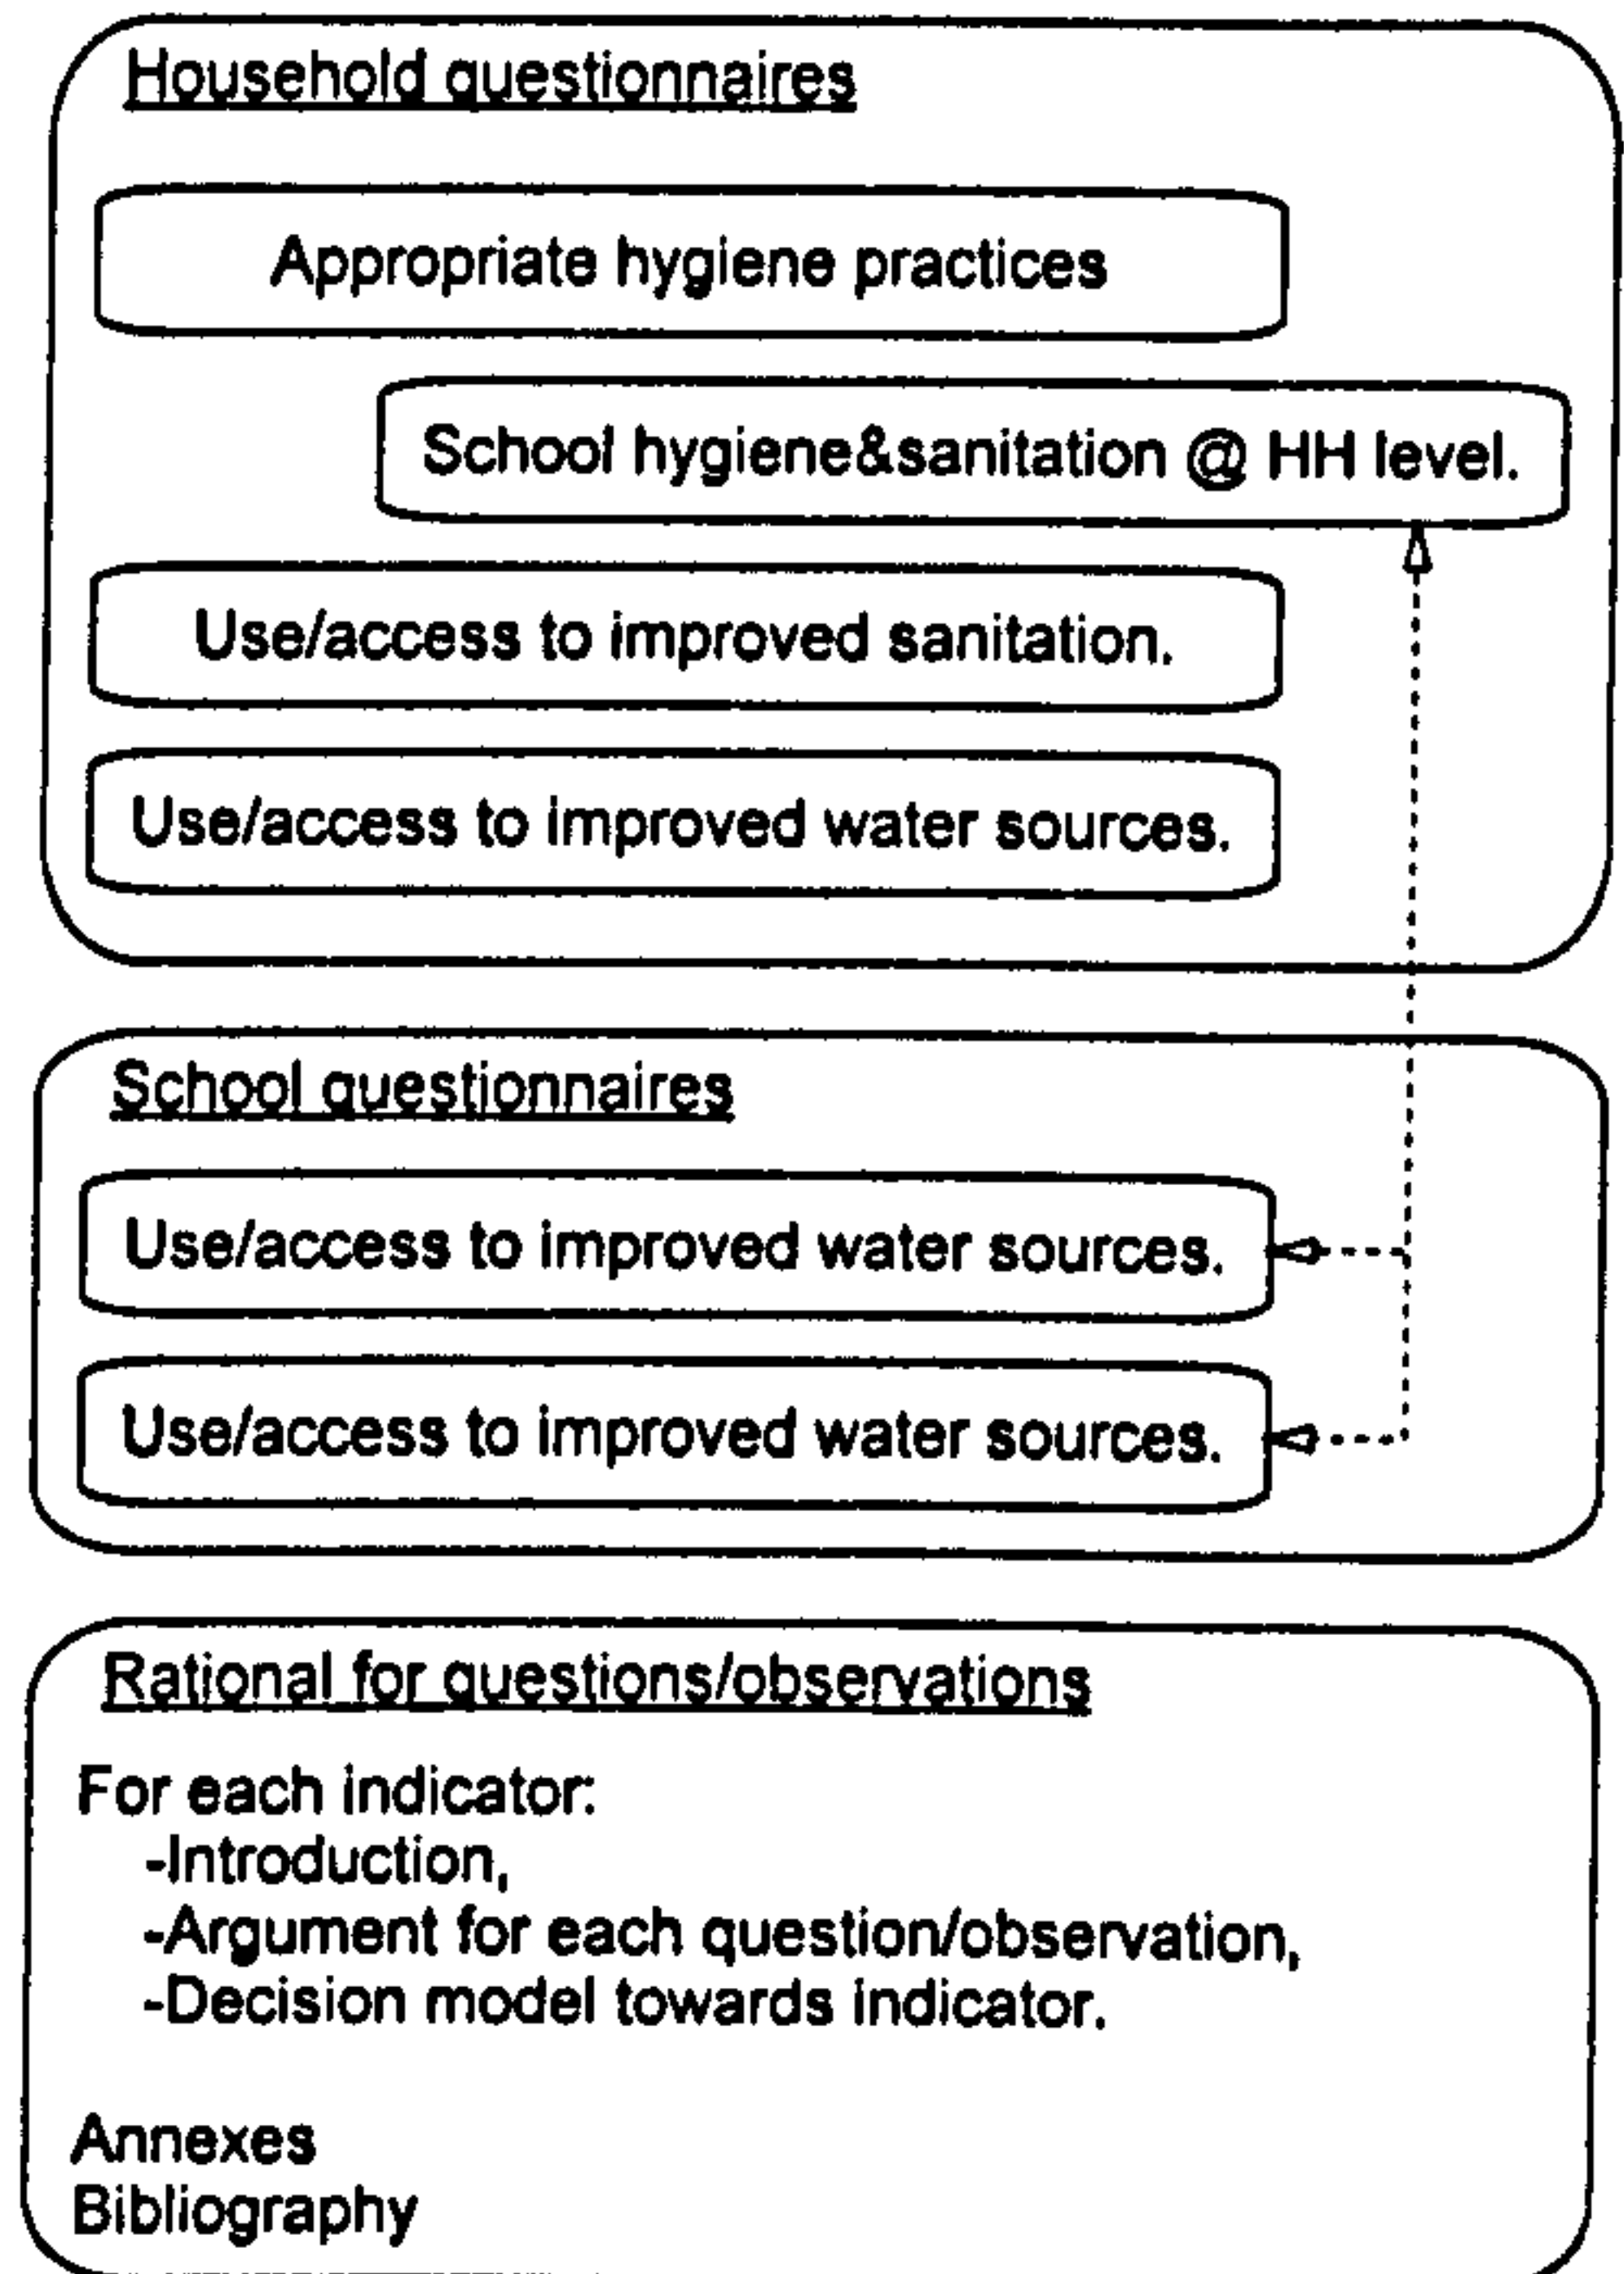 Household questionnaires
Appropriate hygiene practices
School hygiene&sanitation @ HH level.
Use/access to improved sanitation.
Use/access to improved water sources.
School questionnaires
Use/access to improved water sources.
Use/access to improved water sources.
Rational for questions/observations
For each indicator:
-Introduction,
-Argument for each question/observation,
-Decision model towards indicator.
Annexes
Bibliography